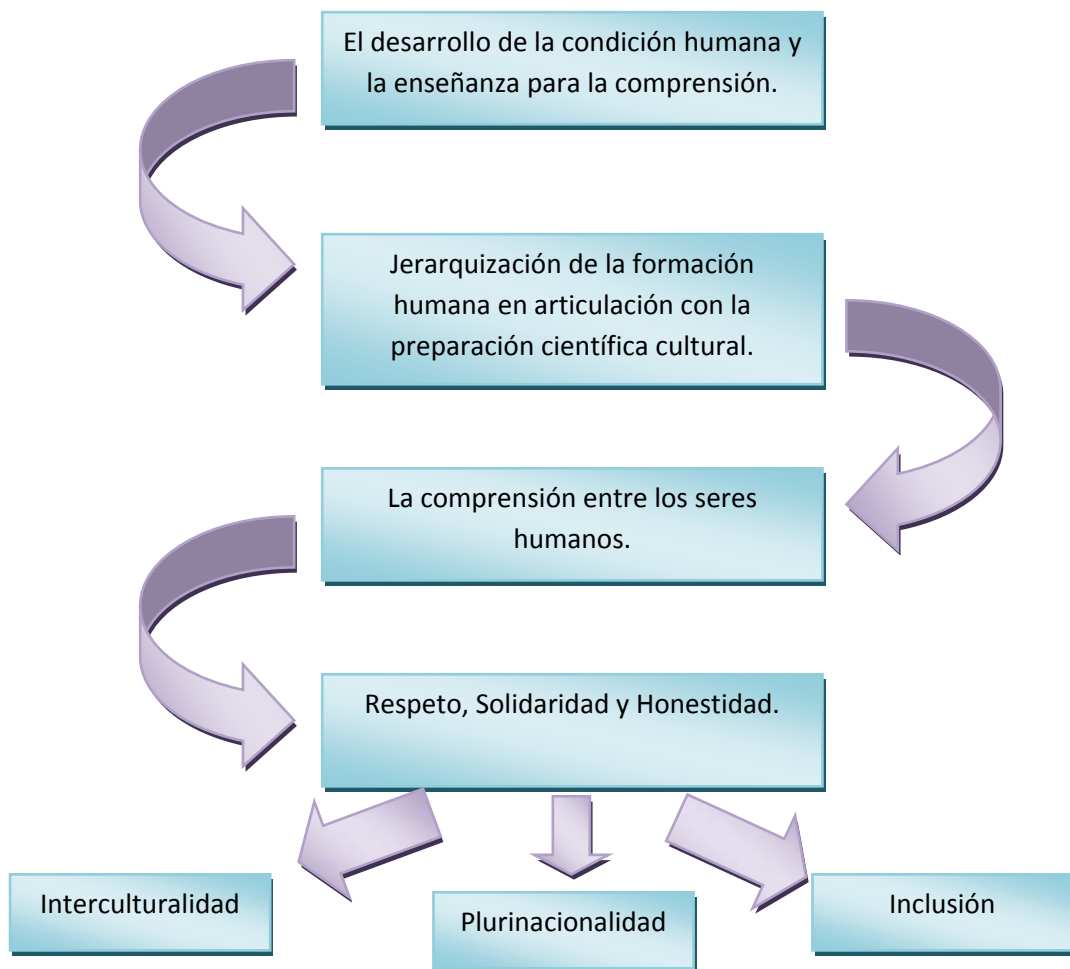 El desarrollo de la condición humana y
la enseñanza para la comprensión.
Jerarquización de la formación
humana en articulación con la
preparación científica cultural.
La comprensión entre los seres
humanos.
Respeto, Solidaridad y Honestidad.
Interculturalidad
Plurinacionalidad
Inclusión